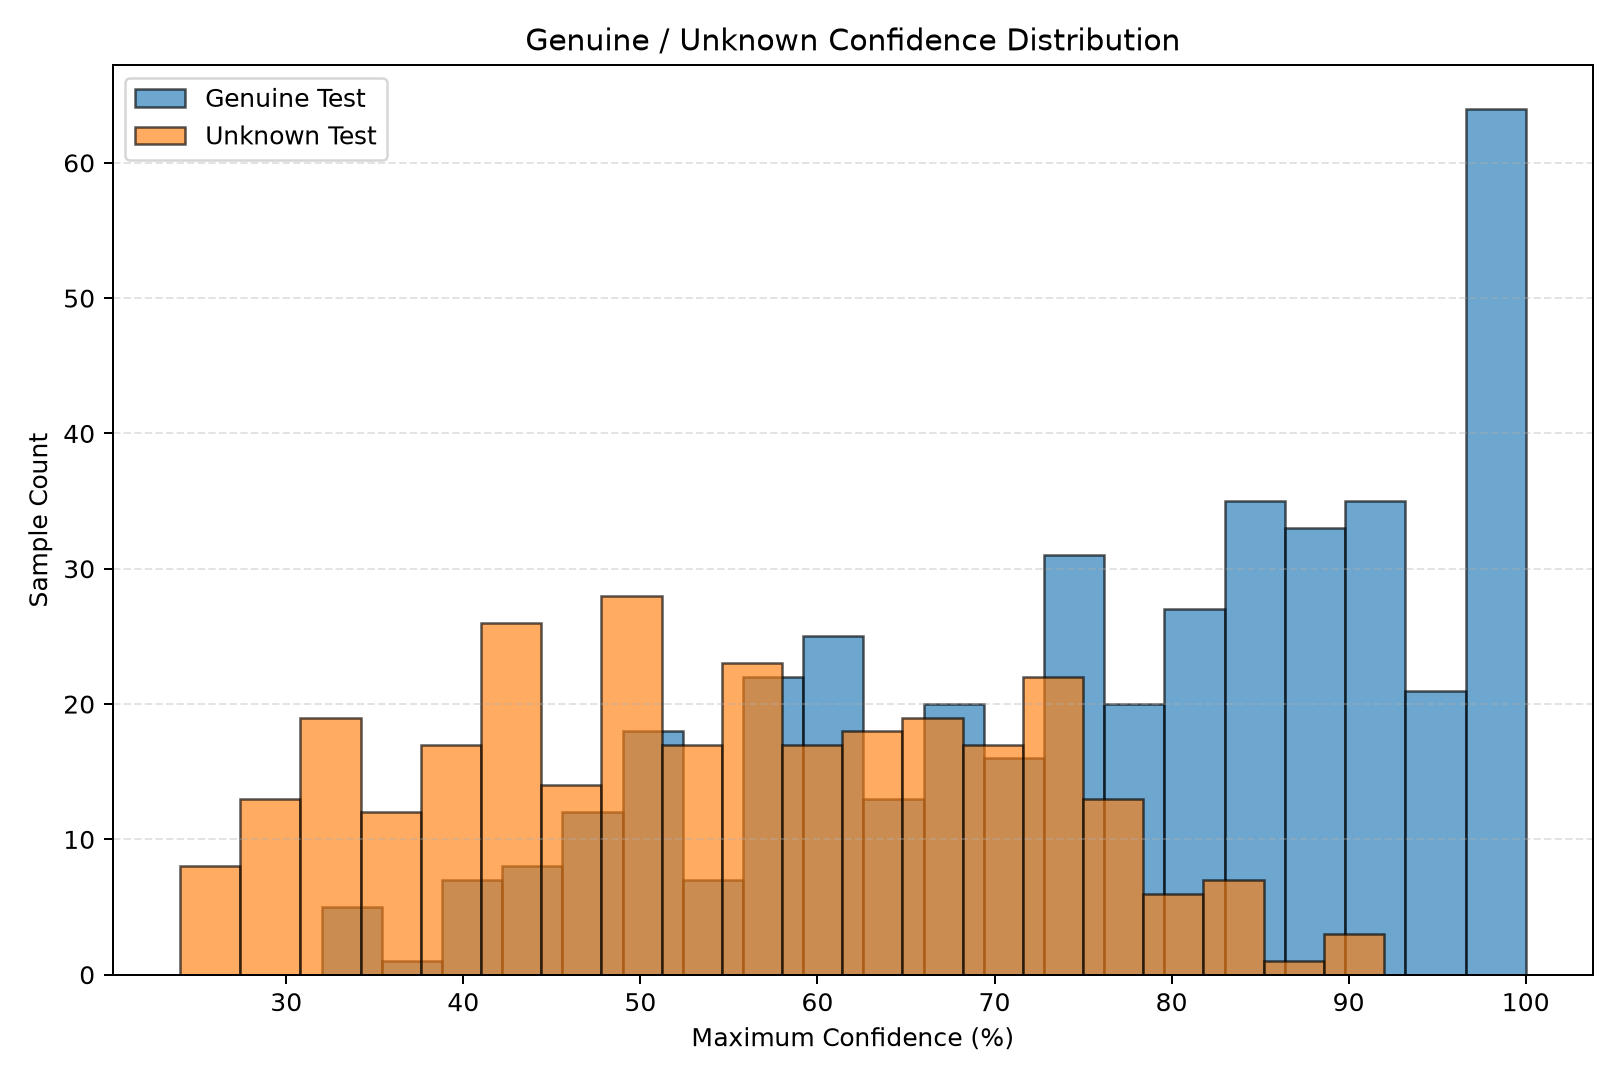 Genuine / Unknown Confidence Distribution
Genuine Test
Unknown Test
Sample Count
60
50
40
30
20
10
0
30 40 50 60 70 80 90 100
Maximum Confidence (%)